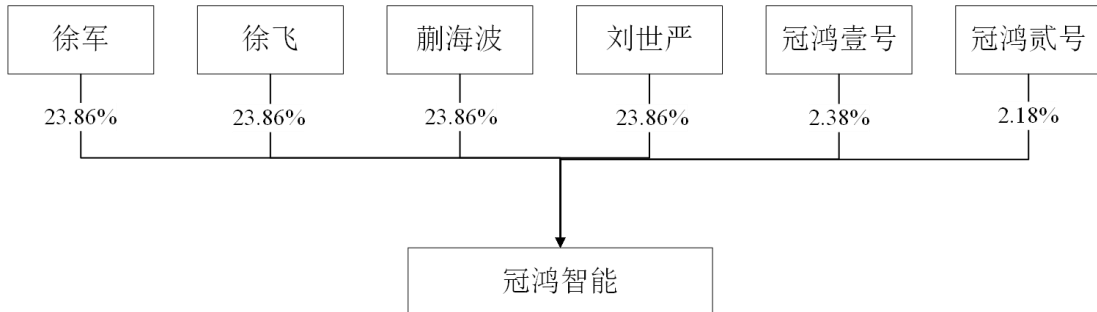 徐军
徐飞
蒯海波
刘世严
冠鸿壹号
冠鸿贰号
23.86%
23.86%
23.86%
23.86%
2.38%
2.18%
冠鸿智能